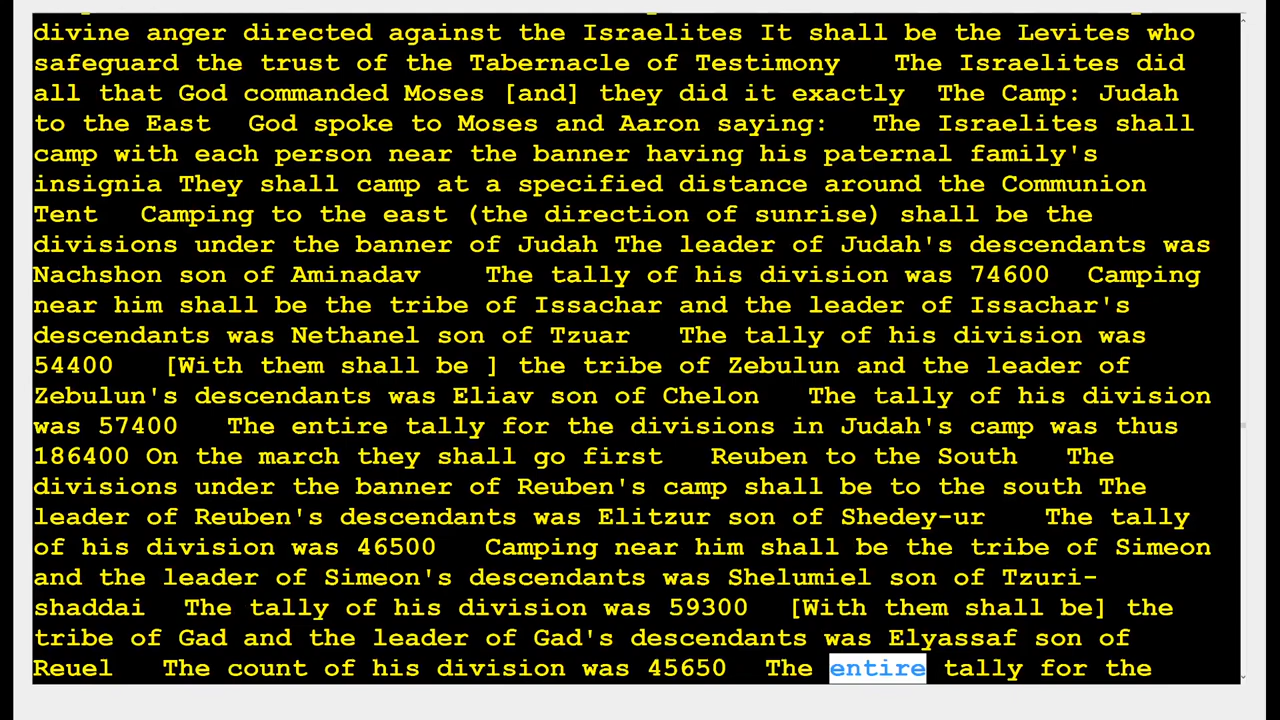 divine anger directed against the Israelites It shall be the Levites who
safeguard the trust of the Tabernacle of Testimony The Israelites did
all that God commanded Moses [and] they did it exactly The Camp: Judah
to the East God spoke to Moses and Aaron saying: The Israelites shall
camp with each person near the banner having his paternal family's
insignia They shall camp at a specified distance around the Communion
Tent Camping to the east (the direction of sunrise) shall be the
divisions under the banner of Judah The leader of Judah's descendants was
Nachshon son of Aminadav The tally of his division was 74600 Camping
near him shall be the tribe of Issachar and the leader of Issachar's
descendants was Nethanel son of Tzuar The tally of his division was
54400 [With them shall be ] the tribe of Zebulun and the leader of
Zebulun's descendants was Eliav son of Chelon The tally of his division
was 57400 The entire tally for the divisions in Judah's camp was thus
186400 On the march they shall go first Reuben to the South The
divisions under the banner of Reuben's camp shall be to the south The
leader of Reuben's descendants was Elitzur son of Shedey-ur The tally
of his division was 46500 Camping near him shall be the tribe of Simeon
and the leader of Simeon's descendants was Shelumiel son of Tzuri-
shaddai The tally of his division was 59300 [With them shall be] the
tribe of Gad and the leader of Gad's descendants was Elyassaf son of
Reuel The count of his division was 45650 The entire tally for the